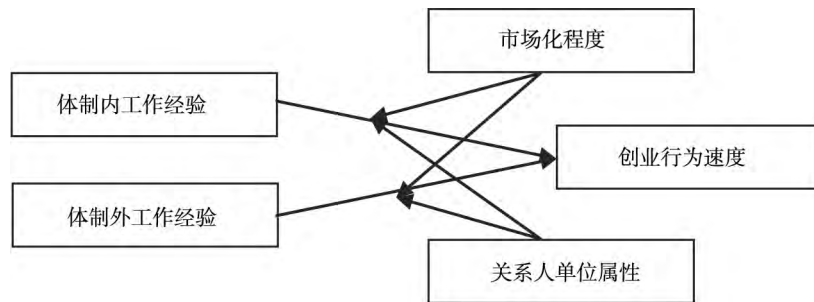 市场化程度
体制内工作经验
创业行为速度
体制外工作经验
关系人单位属性